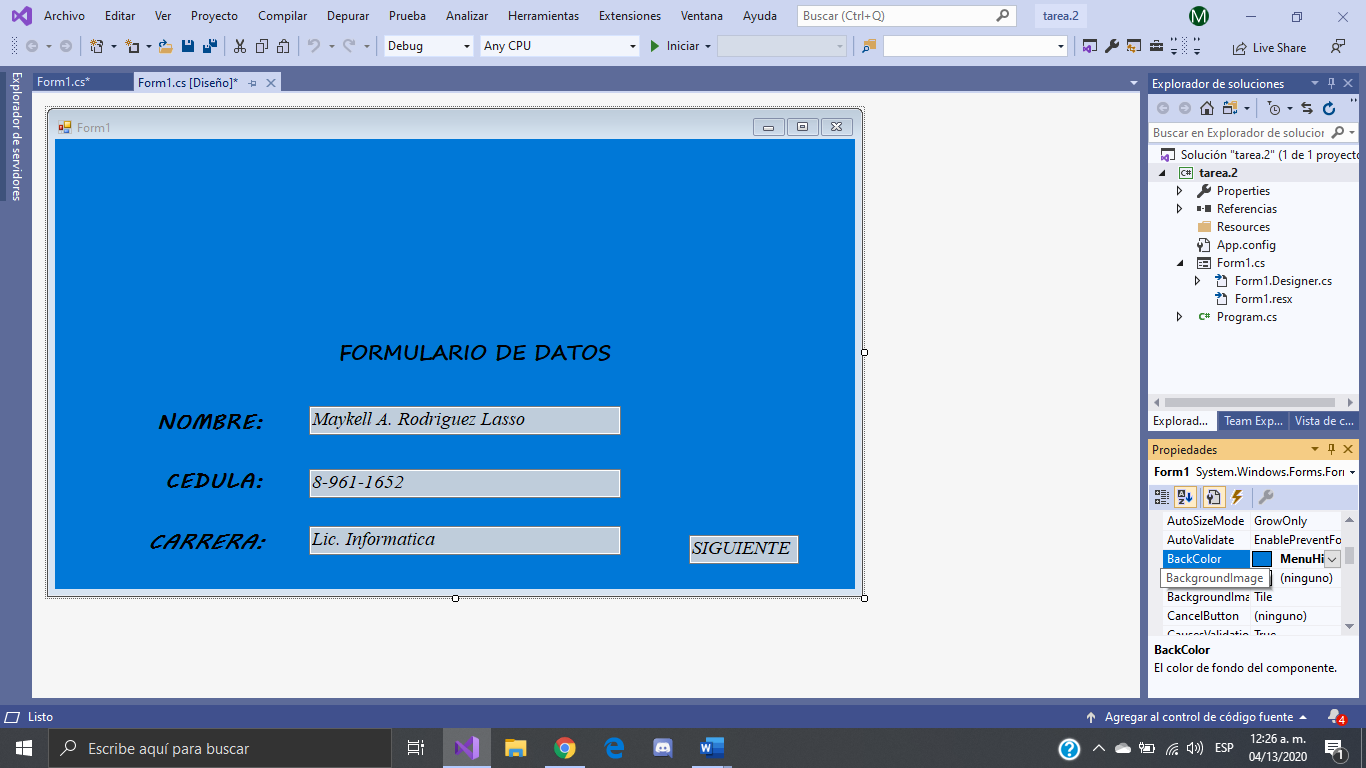 Archivo Editar Ver Proyecto Compilar Depurar Prueba Analizar Herramientas Extensiones Ventana Ayuda Buscar (Ctrl+Q) tarea.2 M
Debug Any CPU Iniciar Live Share
Explorador de servidores
Form1.cs* Form1.cs [Diseño]*
Form1
FORMULARIO DE DATOS
NOMBRE: Maykell A. Rodriguez Lasso
CEDULA: 8-961-1652
CARRERA: Lic. Informatica
SIGUIENTE
Explorador de soluciones
Buscar en Explorador de solucior
Solución "tarea.2" (1 de 1 proyecto
C# tarea.2
Properties
Referencias
Resources
App.config
Form1.cs
Form1.Designer.cs
Form1.resx
C# Program.cs
Explorad... Team Exp... Vista de c...
Propiedades
Form1 System.Windows.Forms.For
AutoSizeMode GrowOnly
AutoValidate EnablePreventFo
BackColor MenuHi
BackgroundImage (ninguno)
BackgroundIma Tile
CancelButton (ninguno)
CausesValidatio True
BackColor
El color de fondo del componente.
Listo Agregar al control de código fuente 4
Escribe aquí para buscar ESP 12:26 a. m.
04/13/2020 1